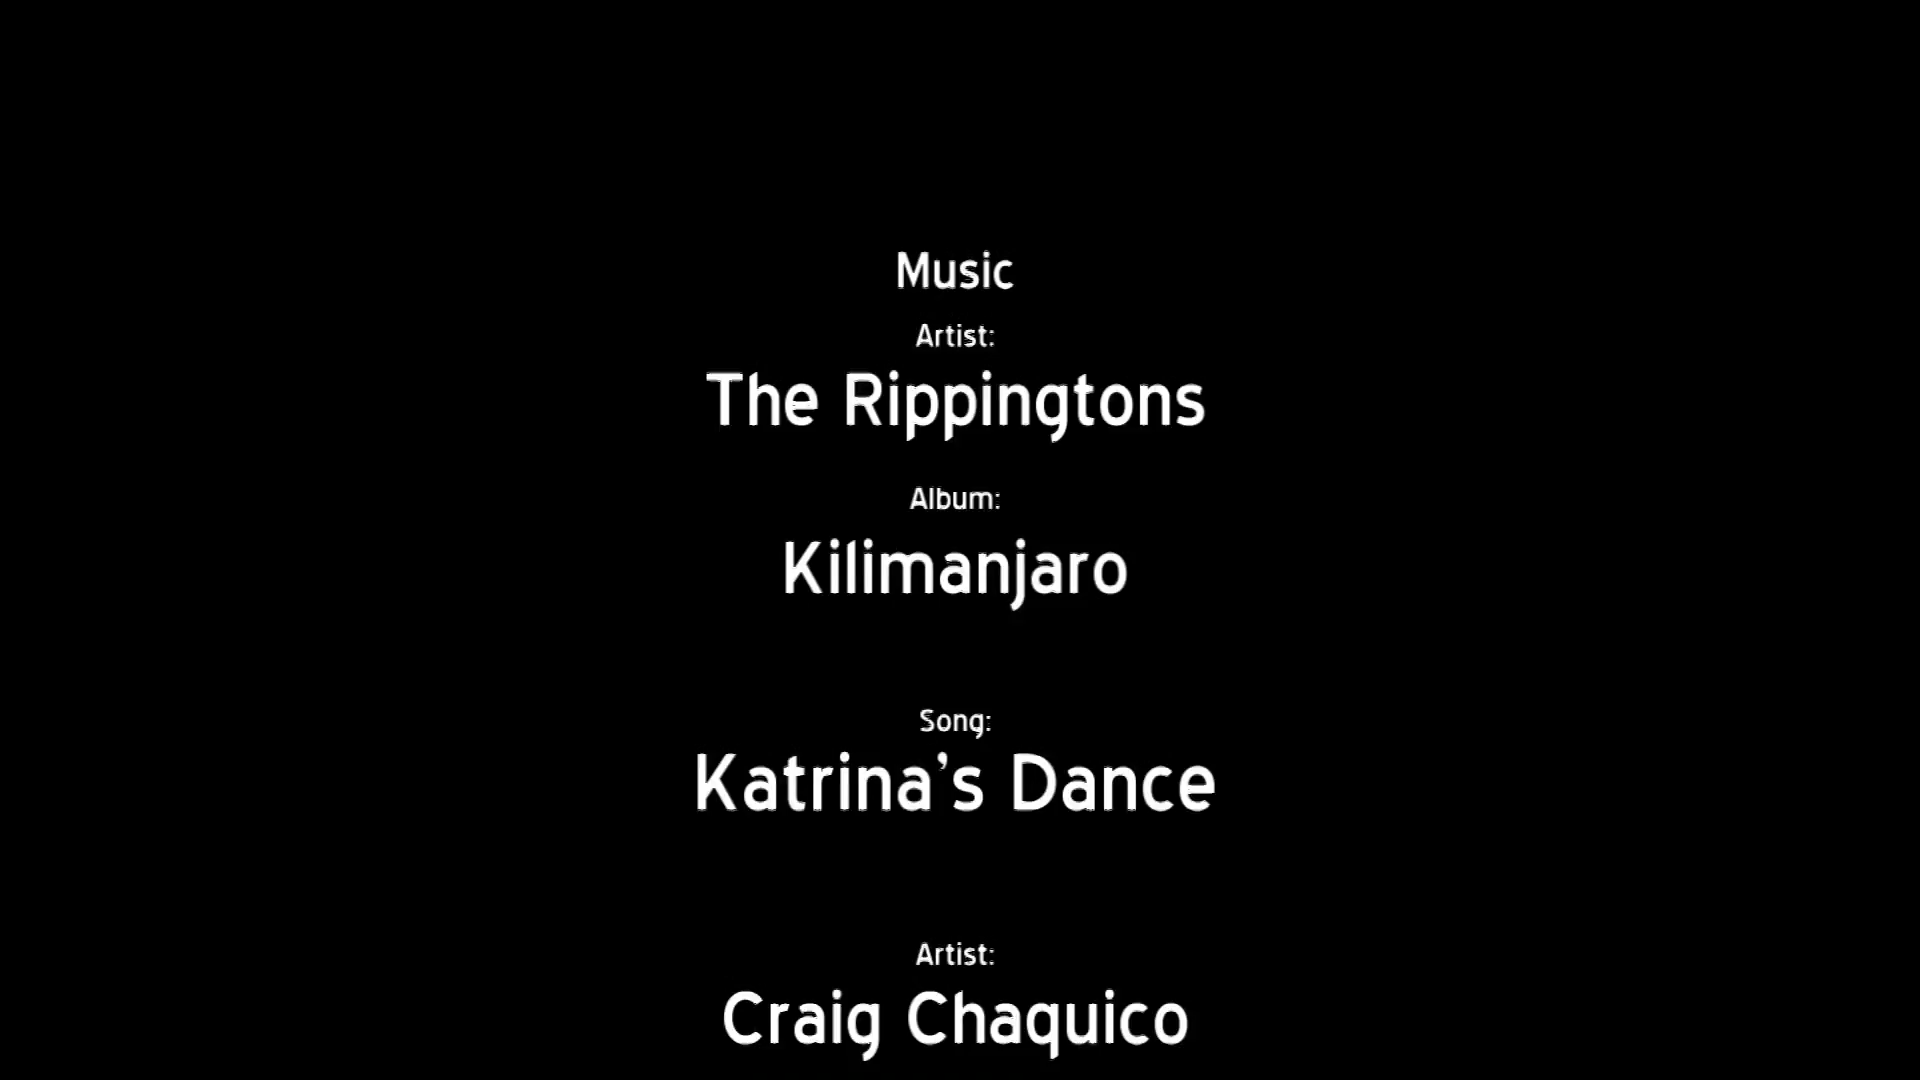 Music
Artist:
The Rippingtons
Album:
Kilimanjaro
Song:
Katrina's Dance
Artist:
Craig Chaquico